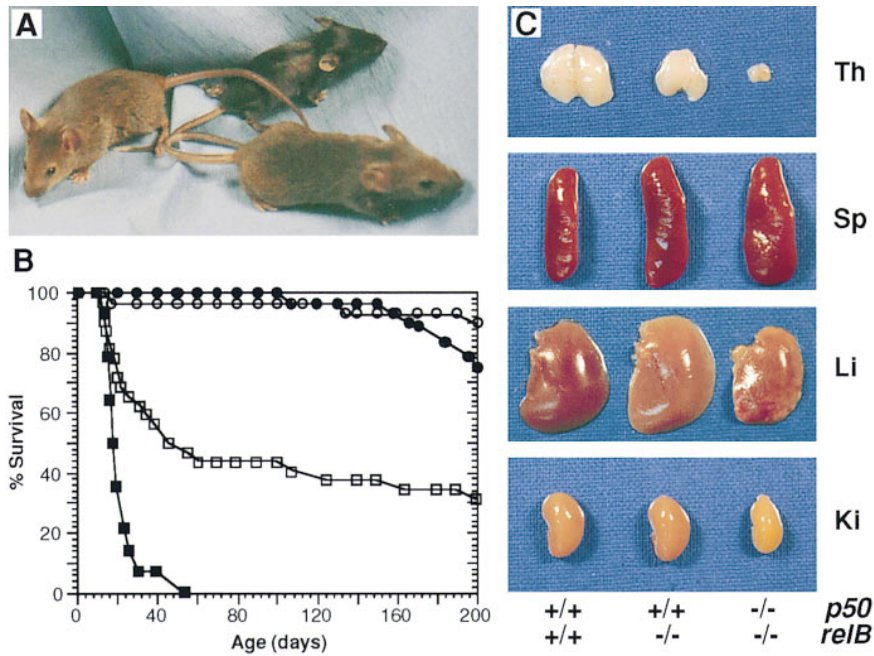 A
B
% Survival
100
80
60
40
20
0
0 40 80 120 160 200
Age (days)
C
Th
Sp
Li
Ki
+/+ +/+ -/- p50
+/+ -/- -/- relB